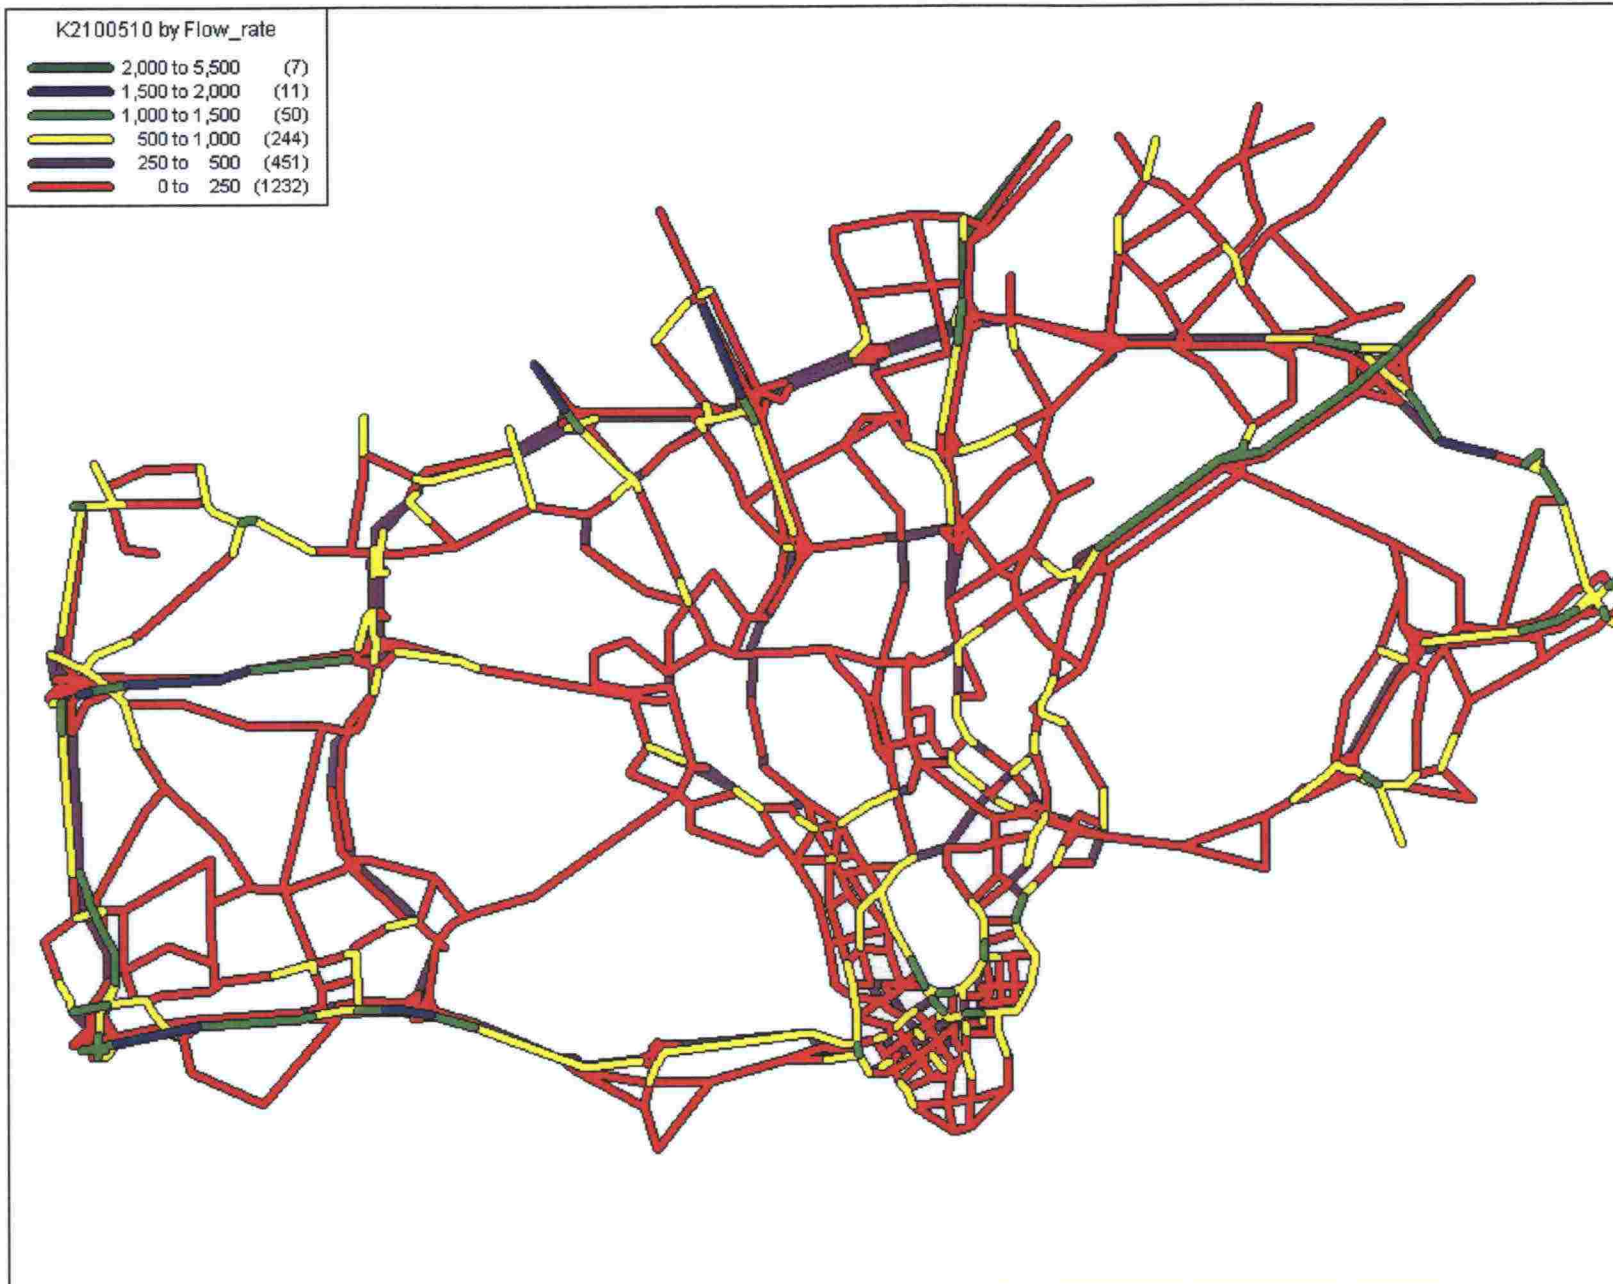 K2100510 by Flow_rate
2,000 to 5,500 (7)
1,500 to 2,000 (11)
1,000 to 1,500 (50)
500 to 1,000 (244)
250 to 500 (451)
0 to 250 (1232)